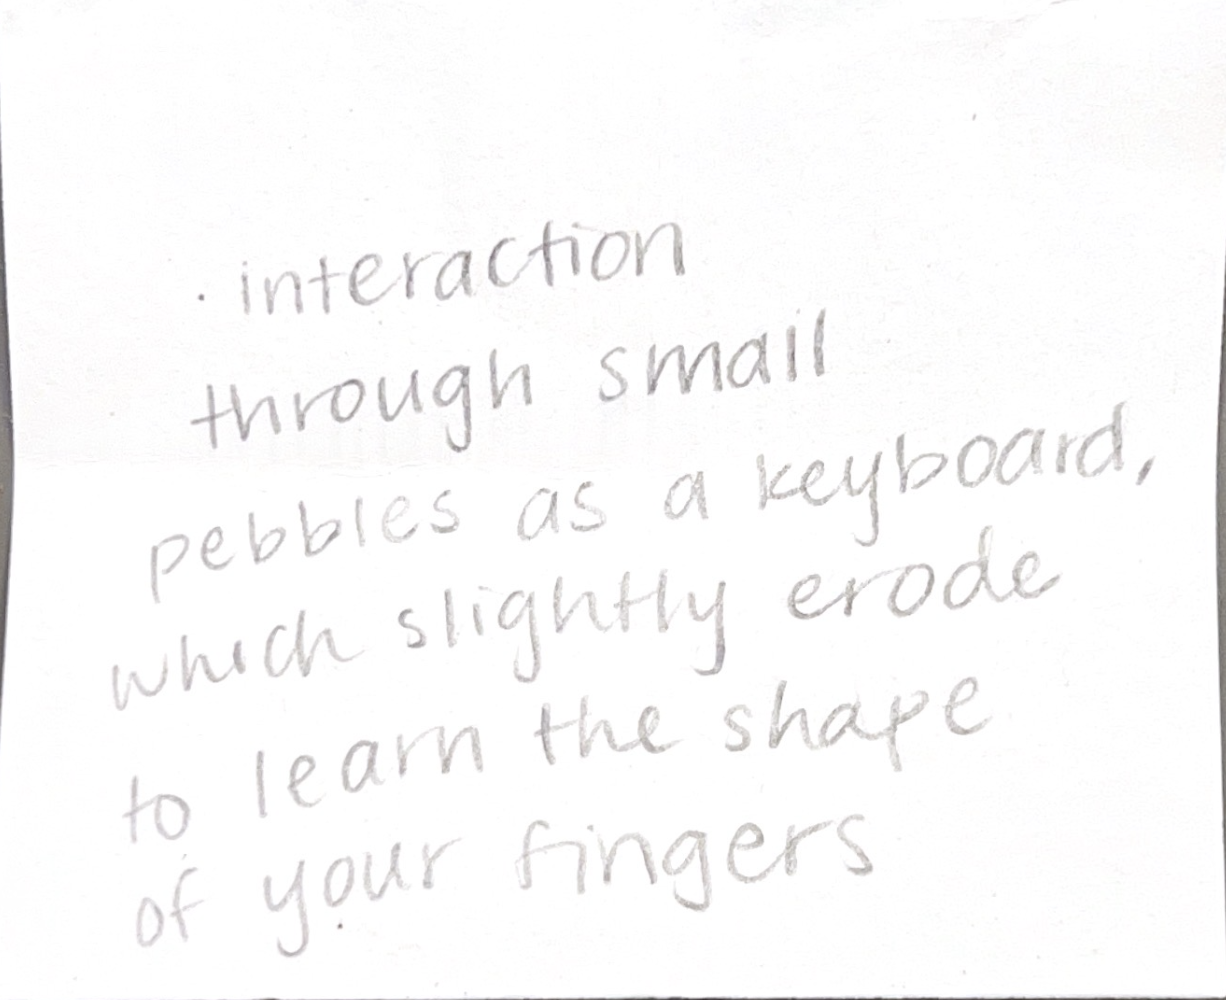 · interaction
through small
pebbles as a keyboard,
which slightly erode
to learn the shape
of your fingers